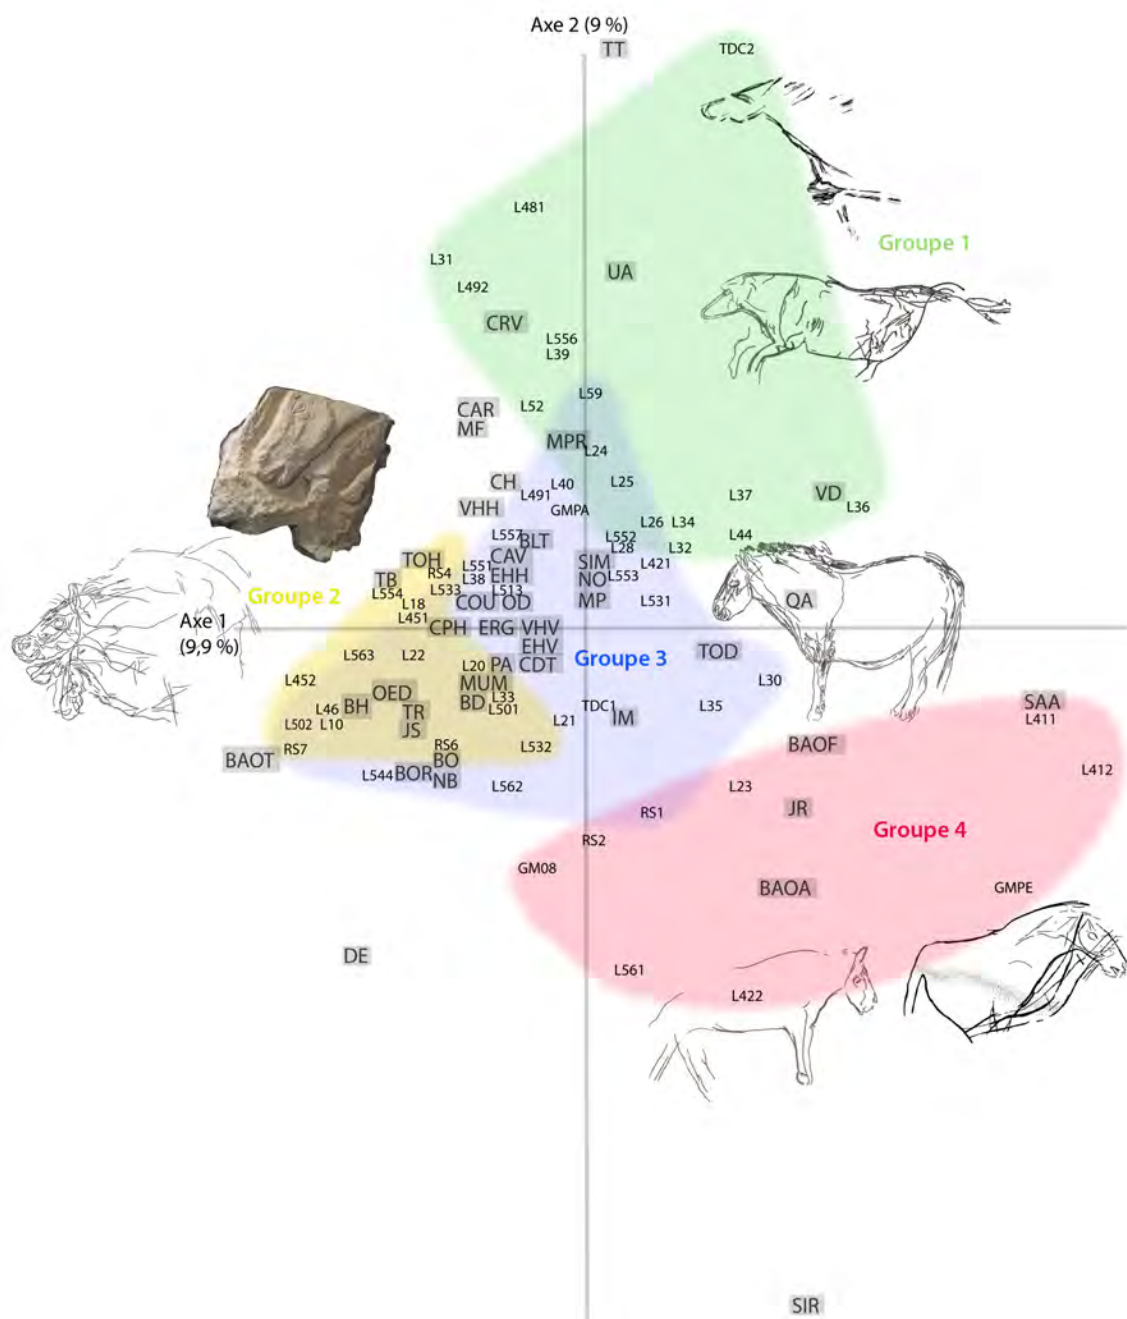 Axe 2 (9 %)
TT
TDC2
L481
Groupe 1
L31
UA
L492
CRV
L556
L39
L59
L52
CAR
MF
MPR
L24
CH
L40
L25
L491
L37
VD
L36
VHH
GMPA
L26
L34
L557
BLT
L552
L44
L28
L32
TOH
CAV
SIM
L421
L551
RS4
EHH
NO
L553
TB
L38
L554
L533
L513
Groupe 2
L18
COU
OD
MP
L531
QA
Axe 1
(9,9 %)
L451
CPH
ERG
VHV
EHV
L563
L22
L20
PA
CDT
Groupe 3
TOD
L452
MUM
L30
OED
BD
L33
L46
BH
TR
L501
TDC1
L35
SAA
L502
L10
JS
L21
IM
L411
RS7
RS6
L532
BAOF
BAOT
BO
L544
BOR
NB
L562
L23
L412
RS1
JR
RS2
Groupe 4
GM08
BAOA
GMPE
DE
L561
L422
SIR